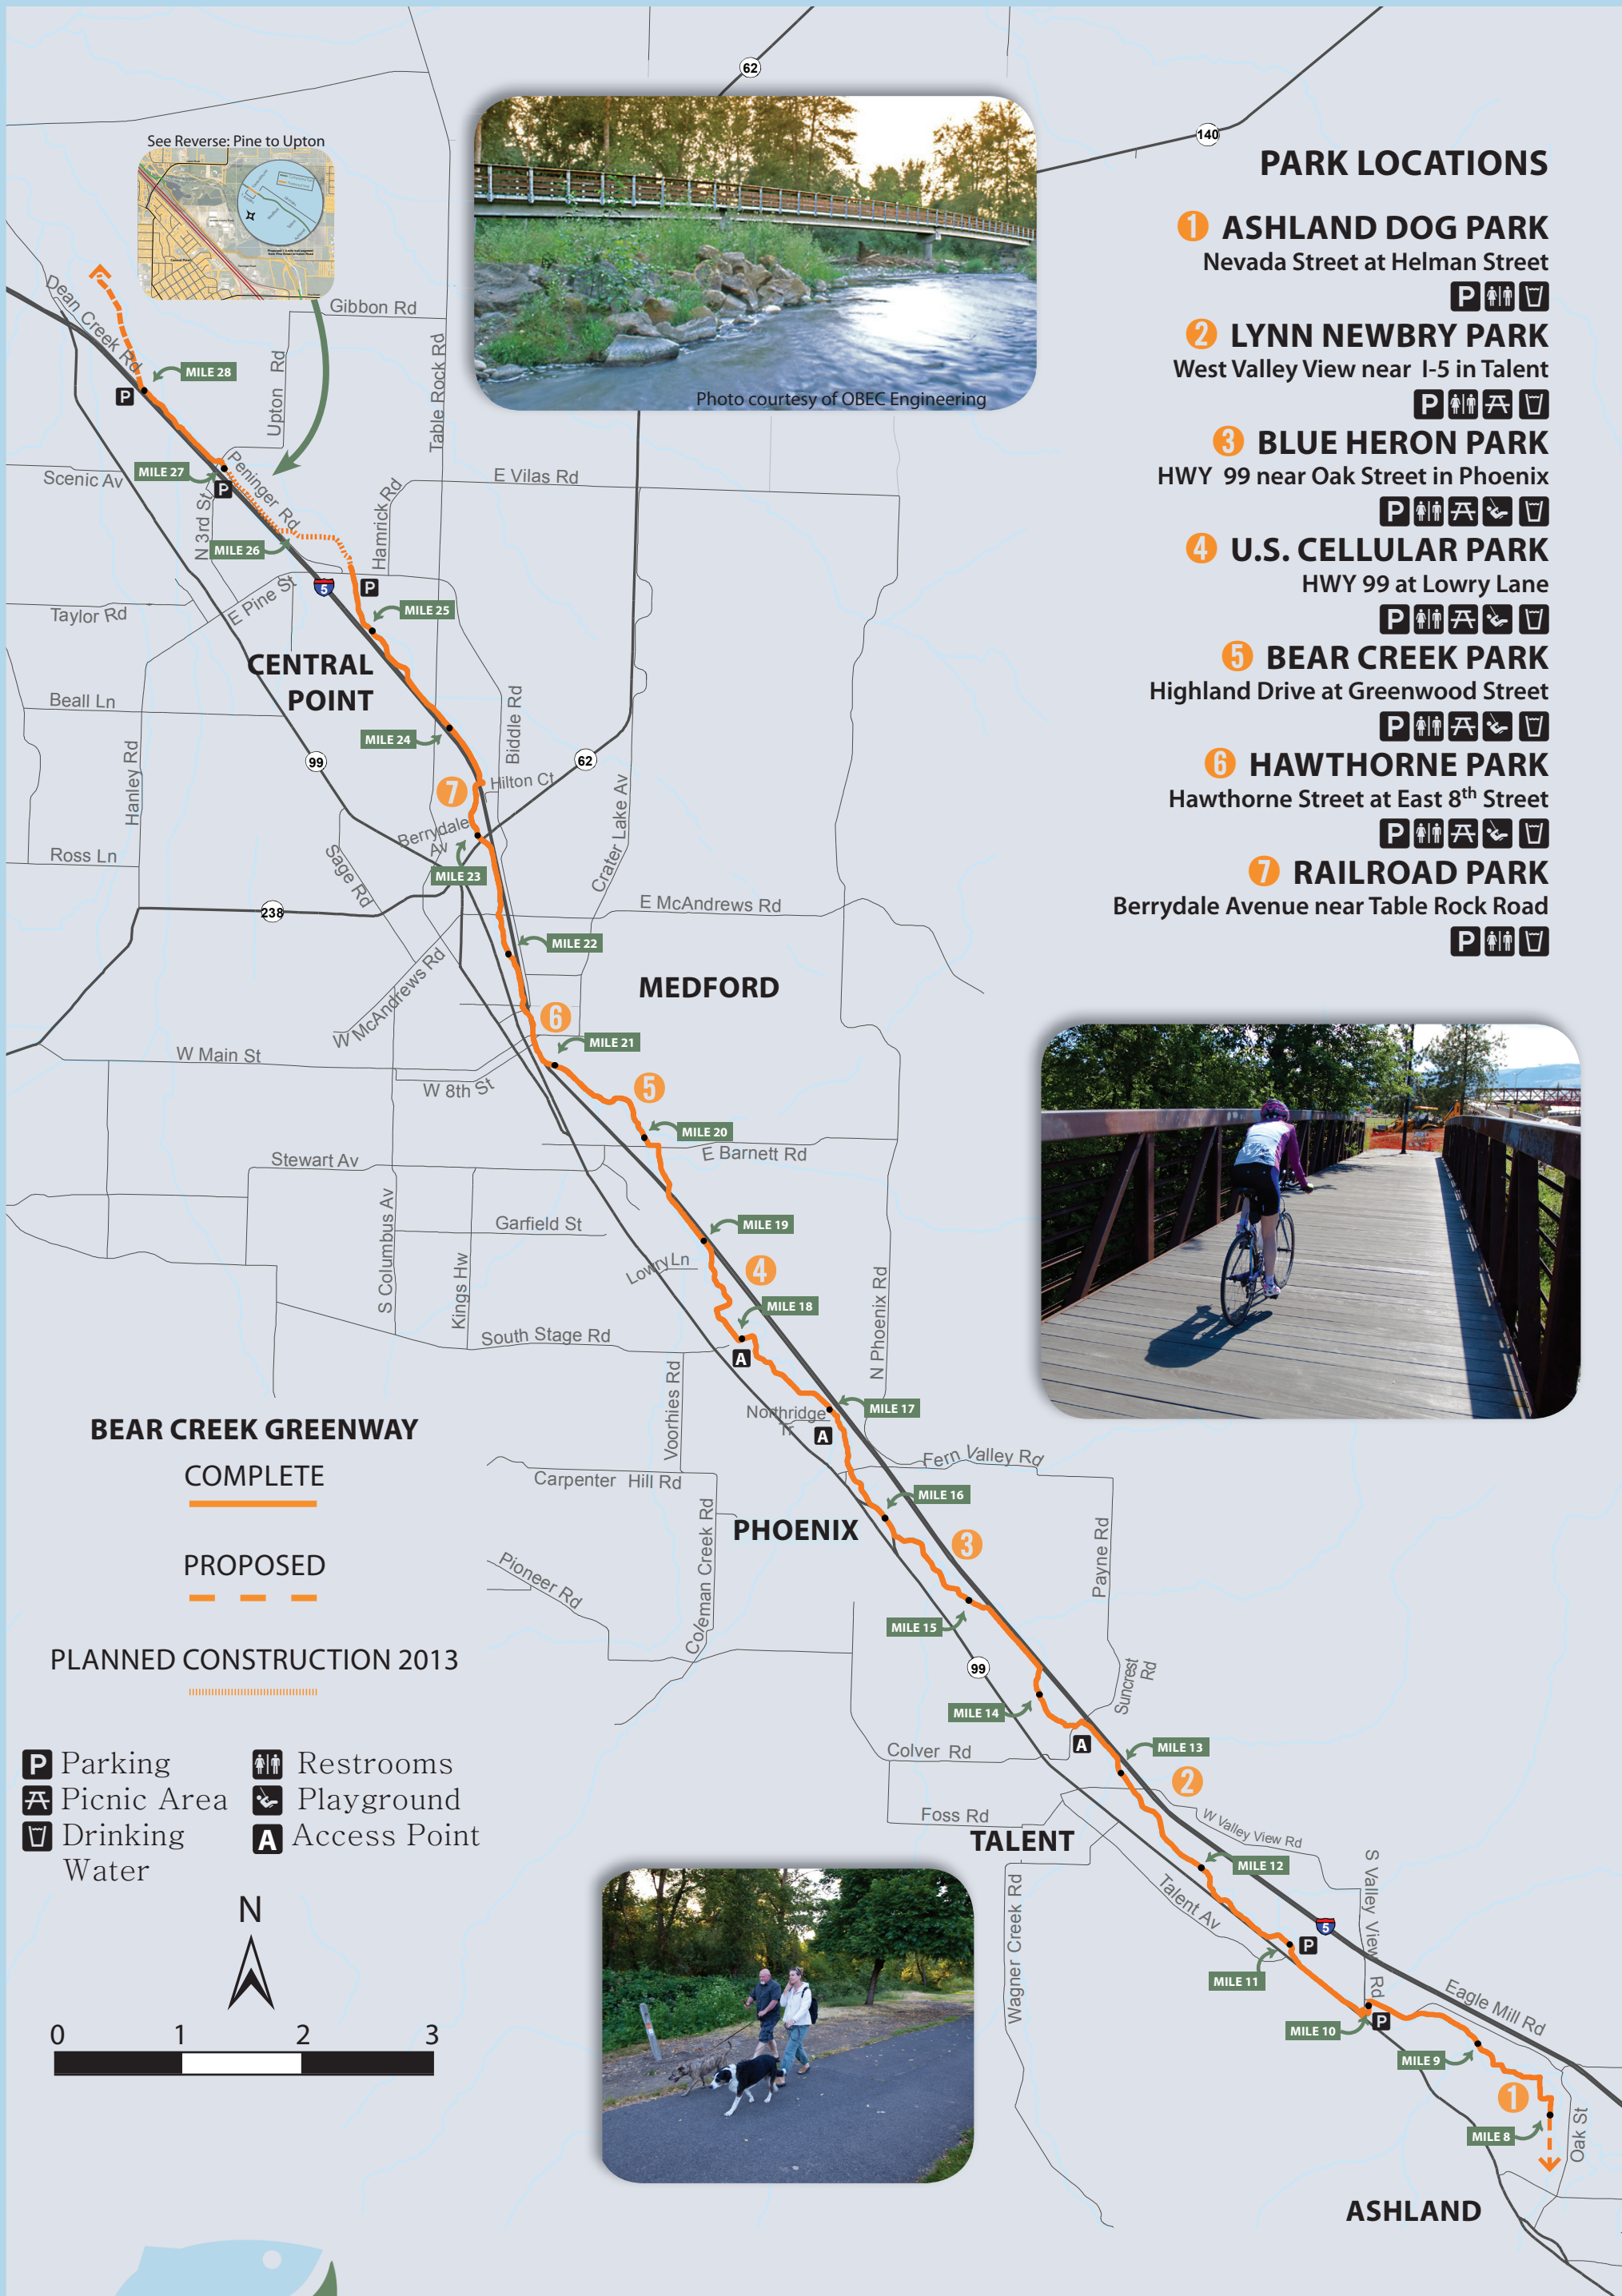 62
140
See Reverse: Pine to Upton
PARK LOCATIONS
1 ASHLAND DOG PARK
Nevada Street at Helman Street
P
2 LYNN NEWBRY PARK
West Valley View near I-5 in Talent
P
3 BLUE HERON PARK
HWY 99 near Oak Street in Phoenix
P
4 U.S. CELLULAR PARK
HWY 99 at Lowry Lane
P
5 BEAR CREEK PARK
Highland Drive at Greenwood Street
P
6 HAWTHORNE PARK
Hawthorne Street at East 8th Street
P
7 RAILROAD PARK
Berrydale Avenue near Table Rock Road
P
Photo courtesy of OBEC Engineering
Dean Creek Rd
Gibbon Rd
Upton Rd
Table Rock Rd
MILE 28
P
Scenic Av
MILE 27
P
Peninger Rd
N 3rd St
Hamrick Rd
E Vilas Rd
MILE 26
5
P
E Pine St
Taylor Rd
MILE 25
CENTRAL
POINT
Beall Ln
Hanley Rd
MILE 24
Biddle Rd
99
62
7
Hilton Ct
Berrydale
Av
Crater Lake Av
Ross Ln
Sage Rd
MILE 23
238
E McAndrews Rd
MILE 22
W McAndrews Rd
MEDFORD
6
MILE 21
W Main St
W 8th St
5
MILE 20
E Barnett Rd
Stewart Av
S Columbus Av
Garfield St
Kings Hw
MILE 19
Lowry Ln
4
MILE 18
N Phoenix Rd
South Stage Rd
A
Voorhies Rd
MILE 17
Northridge
Tr
A
BEAR CREEK GREENWAY
COMPLETE
PROPOSED
PLANNED CONSTRUCTION 2013
Fern Valley Rd
Carpenter Hill Rd
MILE 16
Coleman Creek Rd
PHOENIX
3
Payne Rd
Pioneer Rd
MILE 15
99
Suncrest
Rd
MILE 14
A
Colver Rd
MILE 13
2
Foss Rd
TALENT
W Valley View Rd
MILE 12
S Valley View Rd
Talent Av
Wagner Creek Rd
5
P
MILE 11
Eagle Mill Rd
P
MILE 10
MILE 9
1
MILE 8
Oak St
ASHLAND
P Parking
Restrooms
Picnic Area
Playground
Drinking
Water
A Access Point
N
0 1 2 3